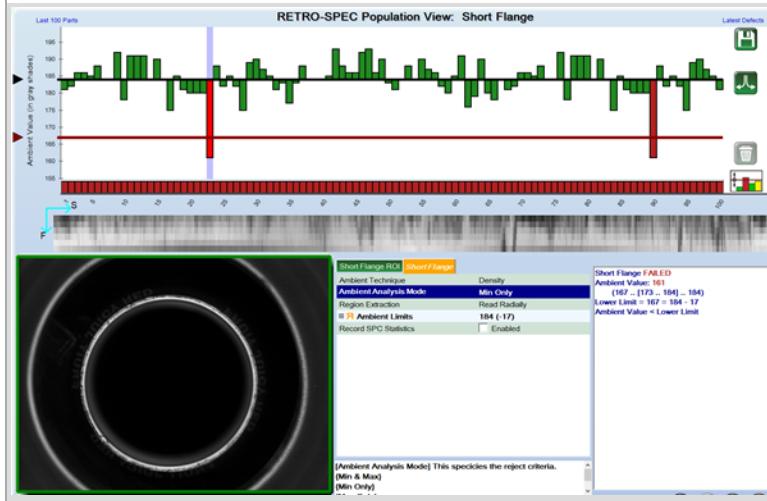 RETRO-SPEC Population View: Short Flange
Last 100 Parts
Latest Defects
Ambient Value (in gray shades)
195
190
185
180
175
170
165
160
155
5
10
15
20
25
30
35
40
45
50
55
60
65
70
75
80
85
90
95
100
S
F
Short Flange ROI
Short Flange
Ambient Technique Density
Ambient Analysis Mode Min Only
Region Extraction Read Radially
Ambient Limits 184 (-17)
Record SPC Statistics Enabled
[Ambient Analysis Mode] This specicies the reject criteria.
{Min & Max}
{Min Only}
Short Flange FAILED
Ambient Value: 161
(167 .. [173 .. 184] .. 184)
Lower Limit = 167 = 184 - 17
Ambient Value < Lower Limit